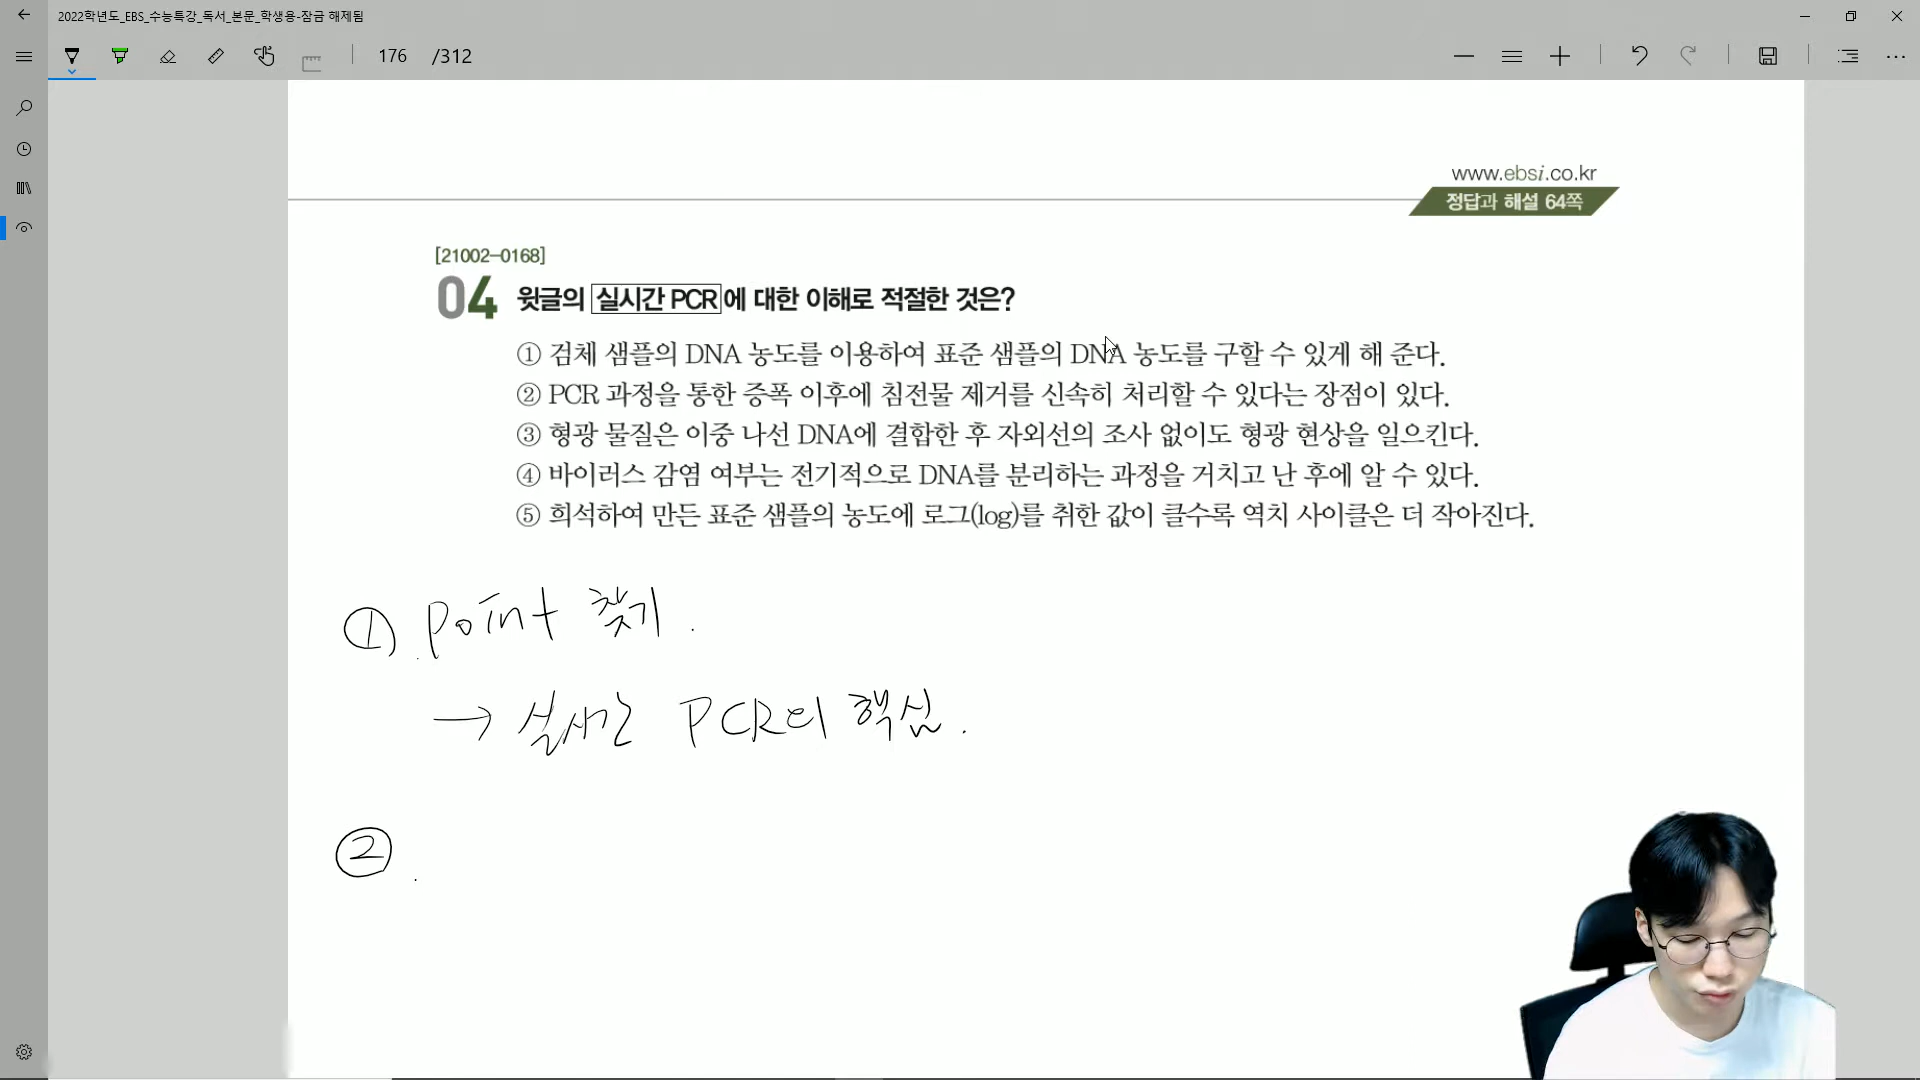 2022학년도_EBS_수능특강_독서_본문_학생용-잠금 해제됨
176 /312
www.ebsi.co.kr
정답과 해설 64쪽
[21002-0168]
04 윗글의 실시간 PCR에 대한 이해로 적절한 것은?
① 검체 샘플의 DNA 농도를 이용하여 표준 샘플의 DNA 농도를 구할 수 있게 해 준다.
② PCR 과정을 통한 증폭 이후에 침전물 제거를 신속히 처리할 수 있다는 장점이 있다.
③ 형광 물질은 이중 나선 DNA에 결합한 후 자외선의 조사 없이도 형광 현상을 일으킨다.
④ 바이러스 감염 여부는 전기적으로 DNA를 분리하는 과정을 거치고 난 후에 알 수 있다.
⑤ 희석하여 만든 표준 샘플의 농도에 로그(log)를 취한 값이 클수록 역치 사이클은 더 작아진다.
① Point 찾기.
→ 실시간 PCR의 핵심.
②